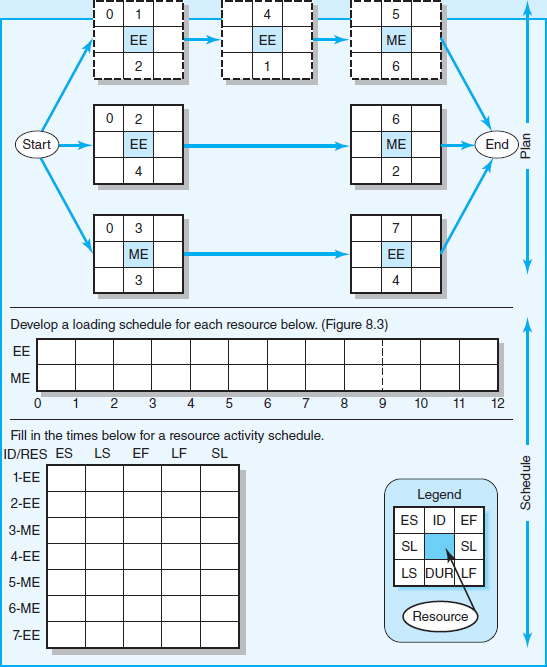 0 1 4 5
EE EE ME
2 1 6
0 2 6
Start EE ME End
4 2
0 3 7
ME EE
3 4
Plan
Develop a loading schedule for each resource below. (Figure 8.3)
EE
ME
0 1 2 3 4 5 6 7 8 9 10 11 12
Fill in the times below for a resource activity schedule.
ID/RES ES LS EF LF SL
1-EE
2-EE
3-ME
4-EE
5-ME
6-ME
7-EE
Legend
ES ID EF
SL SL
LS DUR LF
Resource
Schedule